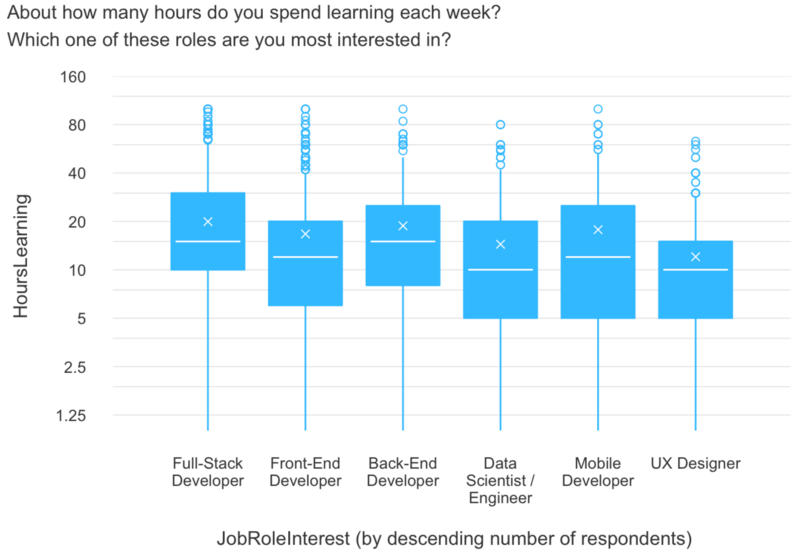 About how many hours do you spend learning each week?
Which one of these roles are you most interested in?
160
80
40
20
10
5
2.5
1.25
HoursLearning
Full-Stack
Developer
Front-End
Developer
Back-End
Developer
Data
Scientist /
Engineer
Mobile
Developer
UX Designer
JobRoleInterest (by descending number of respondents)